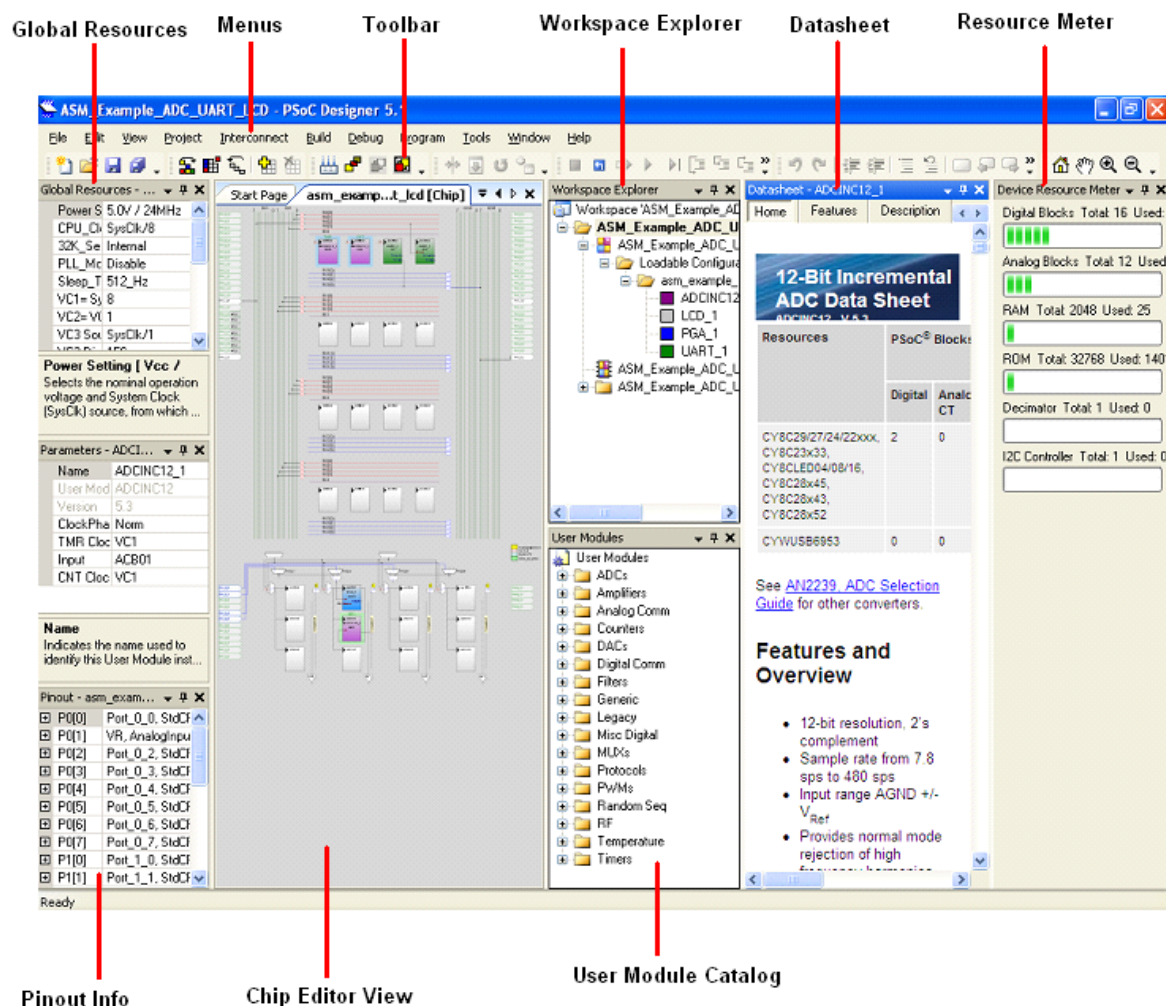 Global Resources
Menus
Toolbar
Workspace Explorer
Datasheet
Resource Meter
ASM_Example_ADC_UART_LCD - PSoC Designer 5.
File Edit View Project Interconnect Build Debug Program Tools Window Help
Global Resources - ...
Power S 5.0V / 24MHz
CPU_Cl SysClk/8
32K_Se Internal
PLL_Mc Disable
Sleep_T 512_Hz
VC1= Sy 8
VC2= V( 1
VC3 Sou SysClk/1
Power Setting [ Vcc /
Selects the nominal operation
voltage and System Clock
(SysClk) source, from which ...
Parameters - ADCI...
Name ADCINC12_1
User Mod ADCINC12
Version 5.3
ClockPha Norm
TMR Cloc VC1
Input ACB01
CNT Cloc VC1
Name
Indicates the name used to
identify this User Module inst...
Pinout - asm_exam...
P0[0] Port_0_0, StdCF
P0[1] VR, AnalogInpu
P0[2] Port_0_2, StdCF
P0[3] Port_0_3, StdCF
P0[4] Port_0_4, StdCF
P0[5] Port_0_5, StdCF
P0[6] Port_0_6, StdCF
P0[7] Port_0_7, StdCF
P1[0] Port_1_0, StdCF
P1[1] Port_1_1, StdCF
Ready
Start Page
asm_examp...t_lcd [Chip]
Workspace Explorer
Workspace 'ASM_Example_AD
ASM_Example_ADC_U
ASM_Example_ADC_U
Loadable Configura
asm_example_
ADCINC12
LCD_1
PGA_1
UART_1
ASM_Example_ADC_U
ASM_Example_ADC_U
User Modules
User Modules
ADCs
Amplifiers
Analog Comm
Counters
DACs
Digital Comm
Filters
Generic
Legacy
Misc Digital
MUXs
Protocols
PWMs
Random Seq
RF
Temperature
Timers
Datasheet - ADCINC12_1
Home Features Description
12-Bit Incremental
ADC Data Sheet
ADCINC12 V 5.3
Resources PSoC® Blocks
Digital Analo
CT
CY8C29/27/24/22xxx, 2 0
CY8C23x33,
CY8CLED04/08/16,
CY8C28x45,
CY8C28x43,
CY8C28x52
CYWUSB6953 0 0
See AN2239, ADC Selection
Guide for other converters.
Features and
Overview
12-bit resolution, 2's
complement
Sample rate from 7.8
sps to 480 sps
Input range AGND +/-
VRef
Provides normal mode
rejection of high
frequency harmonics
Device Resource Meter
Digital Blocks Total: 16 Used:
Analog Blocks Total: 12 Used
RAM Total: 2048 Used: 25
ROM Total: 32768 Used: 140
Decimator Total: 1 Used: 0
I2C Controller Total: 1 Used: 0
Pinout Info
Chip Editor View
User Module Catalog